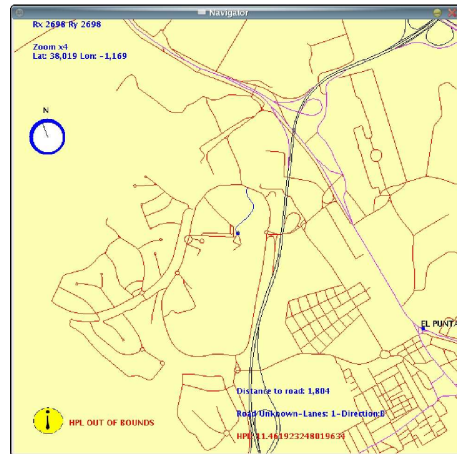 Navigator
Rx 2698 Ry 2698
Zoom x4
Lat: 38,019 Lon: -1,169
N
EL PUNT
Distance to road: 1,804
Road Unknown-Lanes: 1-Direction:B
HPL OUT OF BOUNDS
HPL: 11.461923248019634